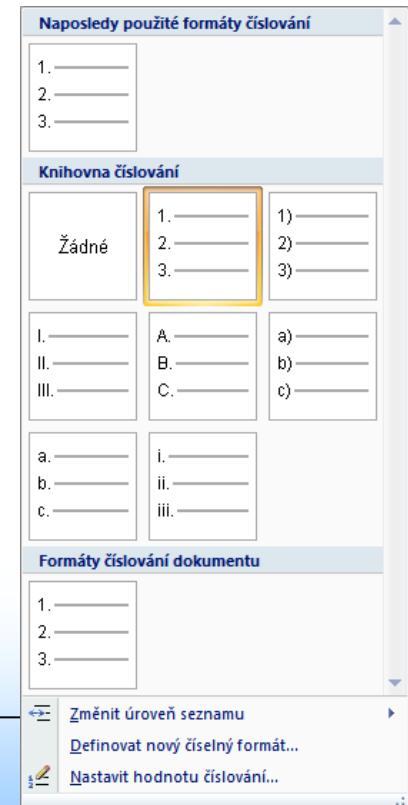 Naposledy použité formáty číslování
1.
2.
3.
Knihovna číslování
Žádné
1.
2.
3.
1)
2)
3)
I.
II.
III.
A.
B.
C.
a)
b)
c)
a.
b.
c.
i.
ii.
iii.
Formáty číslování dokumentu
1.
2.
3.
Změnit úroveň seznamu
Definovat nový číselný formát...
Nastavit hodnotu číslování...